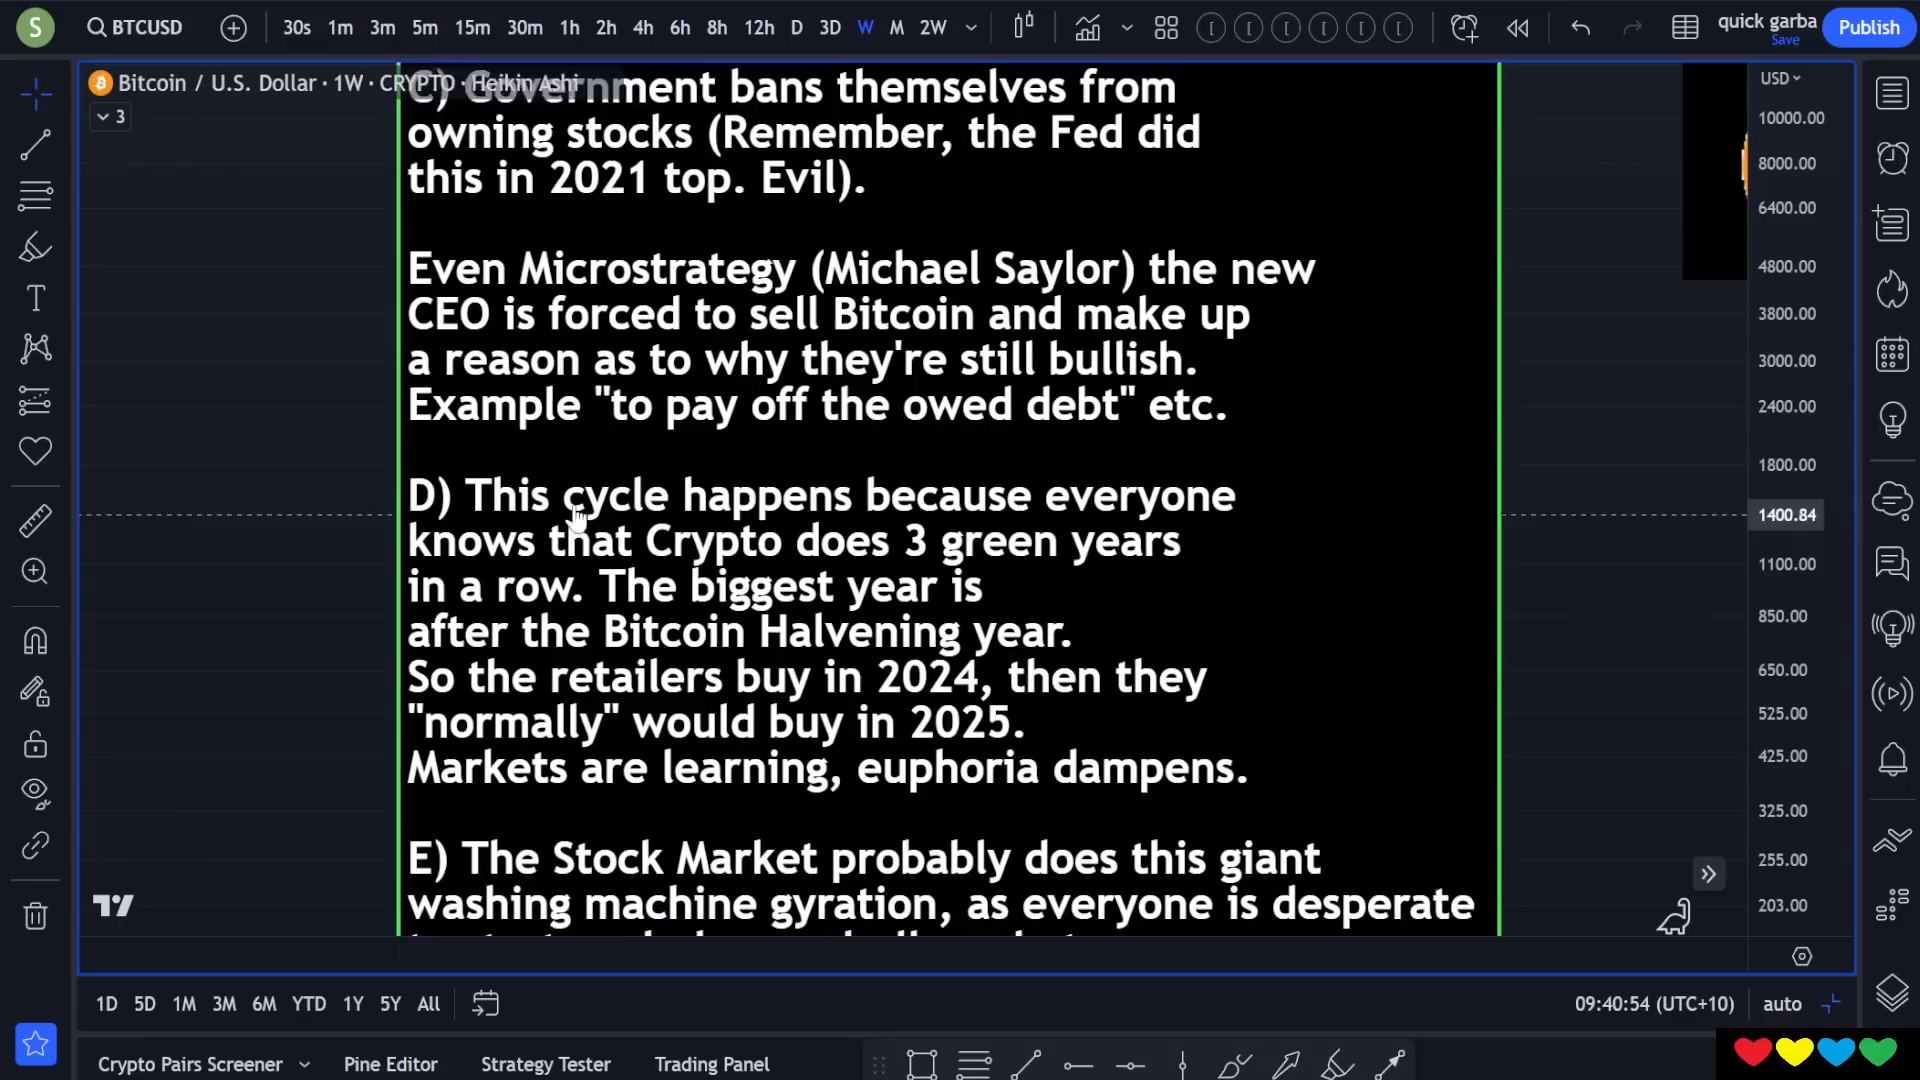 S
BTCUSD
30s 1m 3m 5m 15m 30m 1h 2h 4h 6h 8h 12h D 3D W M 2W
quick garba
Save
Publish
Bitcoin / U.S. Dollar · 1W · CRYPTO · Heikin Ashi
3
C) Government bans themselves from
owning stocks (Remember, the Fed did
this in 2021 top. Evil).
Even Microstrategy (Michael Saylor) the new
CEO is forced to sell Bitcoin and make up
a reason as to why they're still bullish.
Example "to pay off the owed debt" etc.
D) This cycle happens because everyone
knows that Crypto does 3 green years
in a row. The biggest year is
after the Bitcoin Halvening year.
So the retailers buy in 2024, then they
"normally" would buy in 2025.
Markets are learning, euphoria dampens.
E) The Stock Market probably does this giant
washing machine gyration, as everyone is desperate
USD
10000.00
8000.00
6400.00
4800.00
3800.00
3000.00
2400.00
1800.00
1400.84
1100.00
850.00
650.00
525.00
425.00
325.00
255.00
203.00
1D 5D 1M 3M 6M YTD 1Y 5Y All
09:40:54 (UTC+10)
auto
Crypto Pairs Screener
Pine Editor
Strategy Tester
Trading Panel